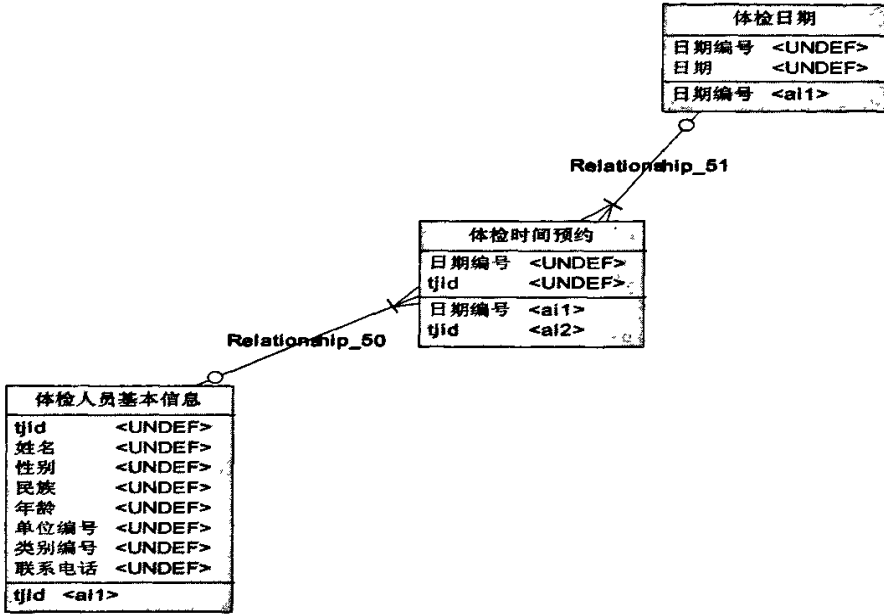 体检日期
日期编号 <UNDEF>
日期 <UNDEF>
日期编号 <ai1>
Relationship_51
体检时间预约
日期编号 <UNDEF>
tjid <UNDEF>
日期编号 <ai1>
tjid <ai2>
Relationship_50
体检人员基本信息
tjid <UNDEF>
姓名 <UNDEF>
性别 <UNDEF>
民族 <UNDEF>
年龄 <UNDEF>
单位编号 <UNDEF>
类别编号 <UNDEF>
联系电话 <UNDEF>
tjid <ai1>